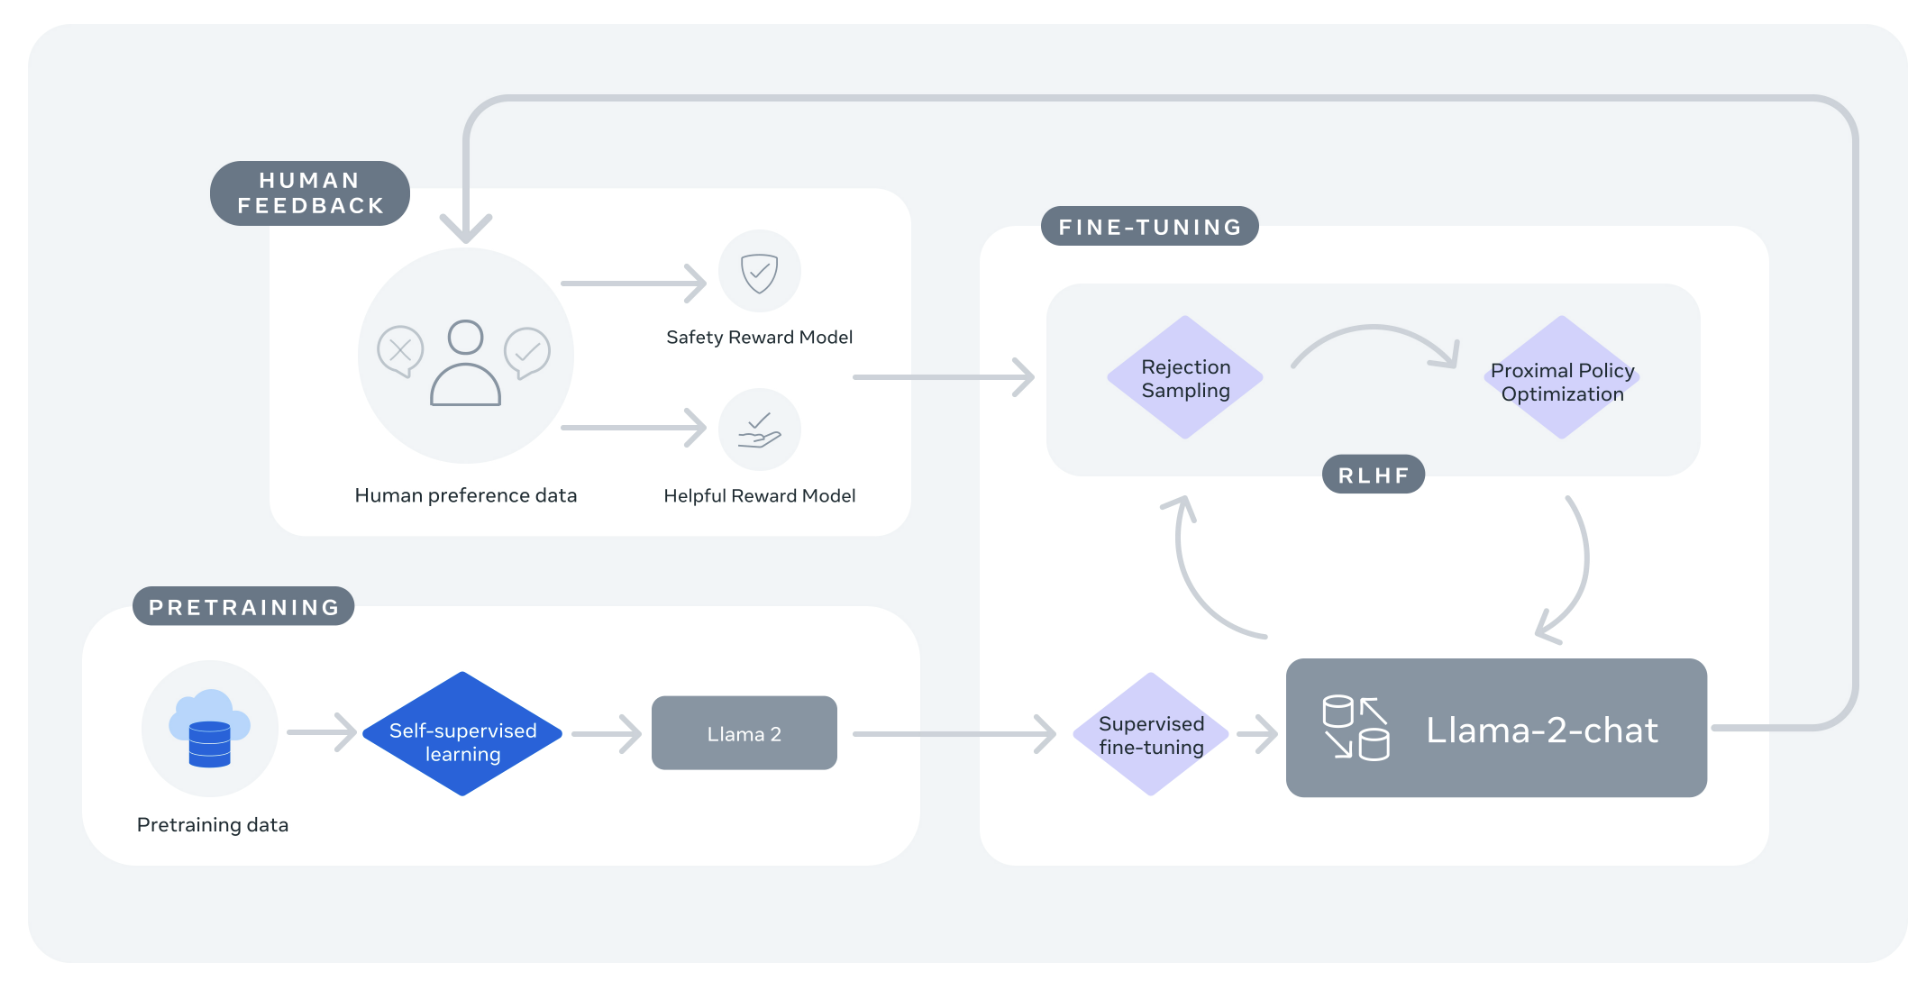 HUMAN
FEEDBACK
Human preference data
Safety Reward Model
Helpful Reward Model
FINE-TUNING
Rejection
Sampling
Proximal Policy
Optimization
RLHF
PRETRAINING
Pretraining data
Self-supervised
learning
Llama 2
Supervised
fine-tuning
Llama-2-chat